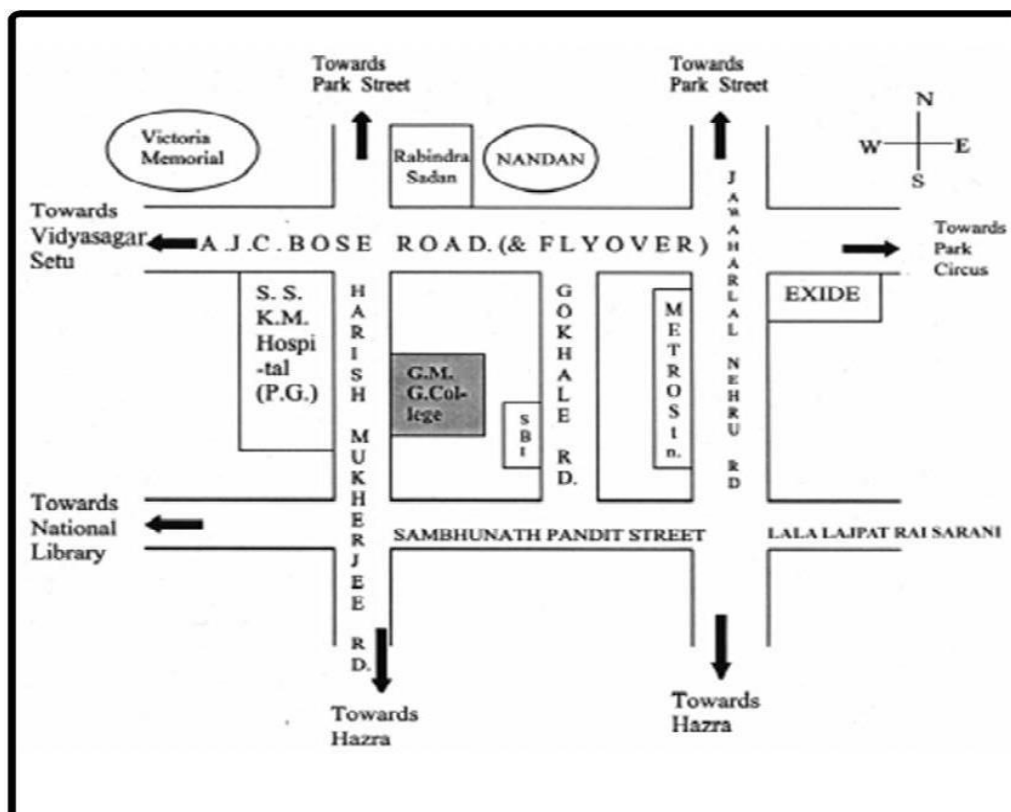 Towards
Park Street
Towards
Park Street
N
W
E
S
Victoria
Memorial
Rabindra
Sadan
NANDAN
Towards
Vidyasagar
Setu
A.J.C.BOSE ROAD.(& FLYOVER)
Towards
Park
Circus
JAWAHARLAL NEHRU RD
S. S.
K.M.
Hospi
-tal
(P.G.)
HARISH MUKHERJEE RD.
G.M.
G.Col-
lege
SBI
GOKHALE RD.
METROStn.
EXIDE
Towards
National
Library
SAMBHUNATH PANDIT STREET
LALA LAJPAT RAI SARANI
Towards
Hazra
Towards
Hazra